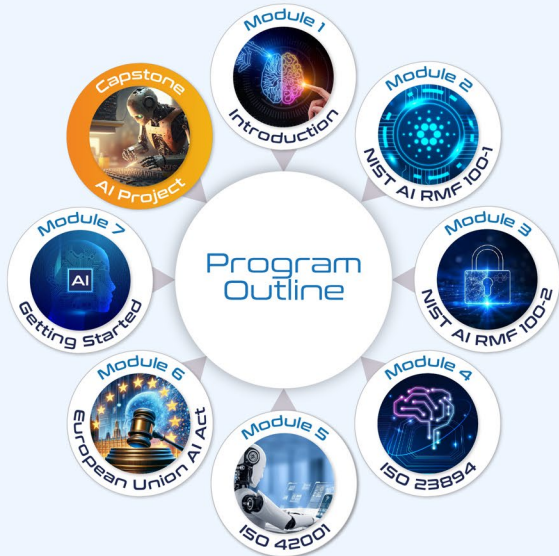 Program
Outline
Module 1
Introduction
Module 2
NIST AI RMF 100-1
Module 3
NIST AI RMF 100-2
Module 4
ISO 23894
Module 5
ISO 42001
Module 6
European Union AI Act
Module 7
AI
Getting Started
Capstone
AI Project